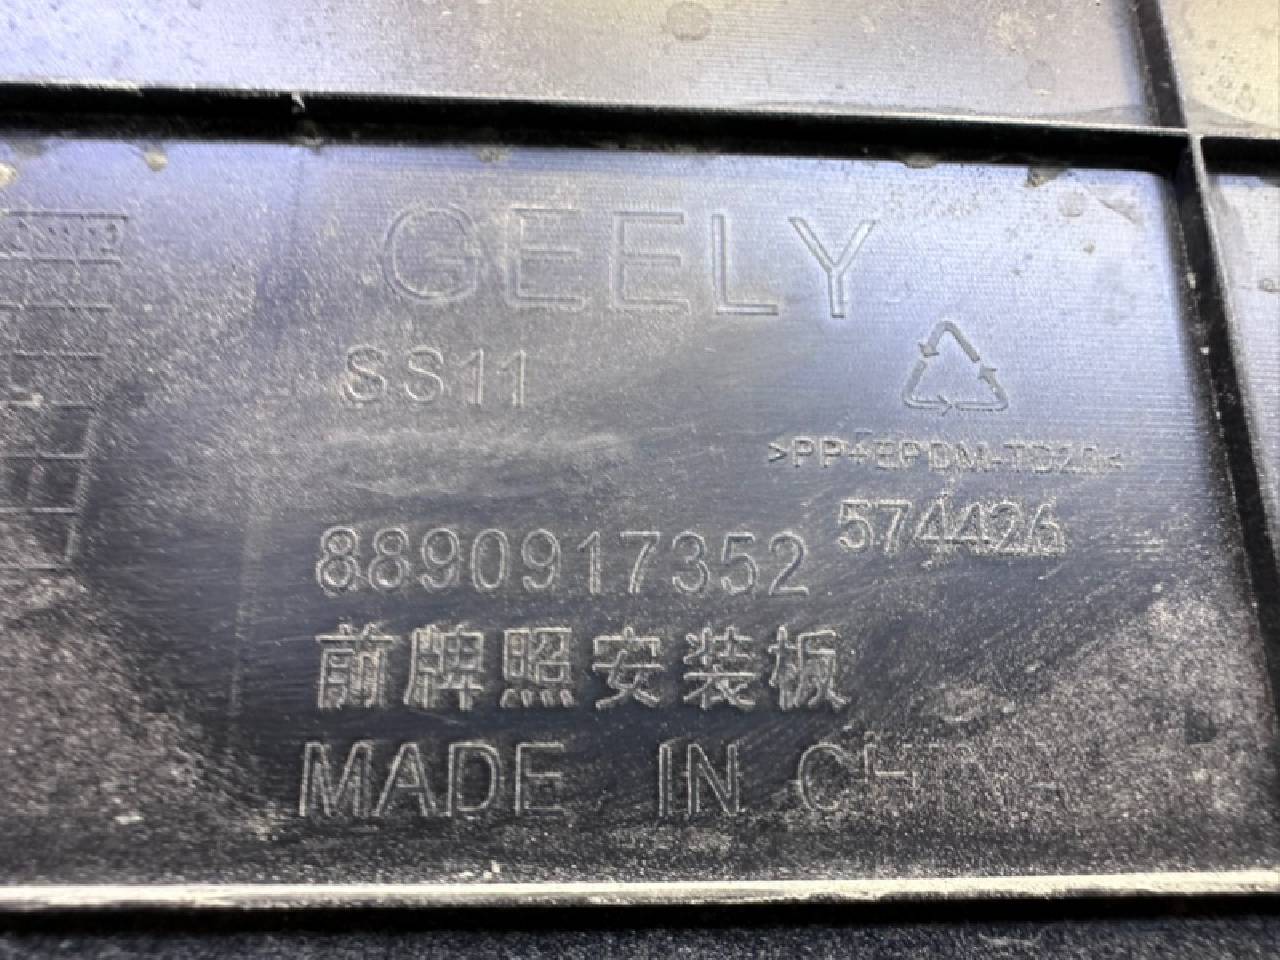 GEELY
SS11
>PP+EPDM-TD20<
574426
8890917352
前牌照安装板
MADE IN CHINA